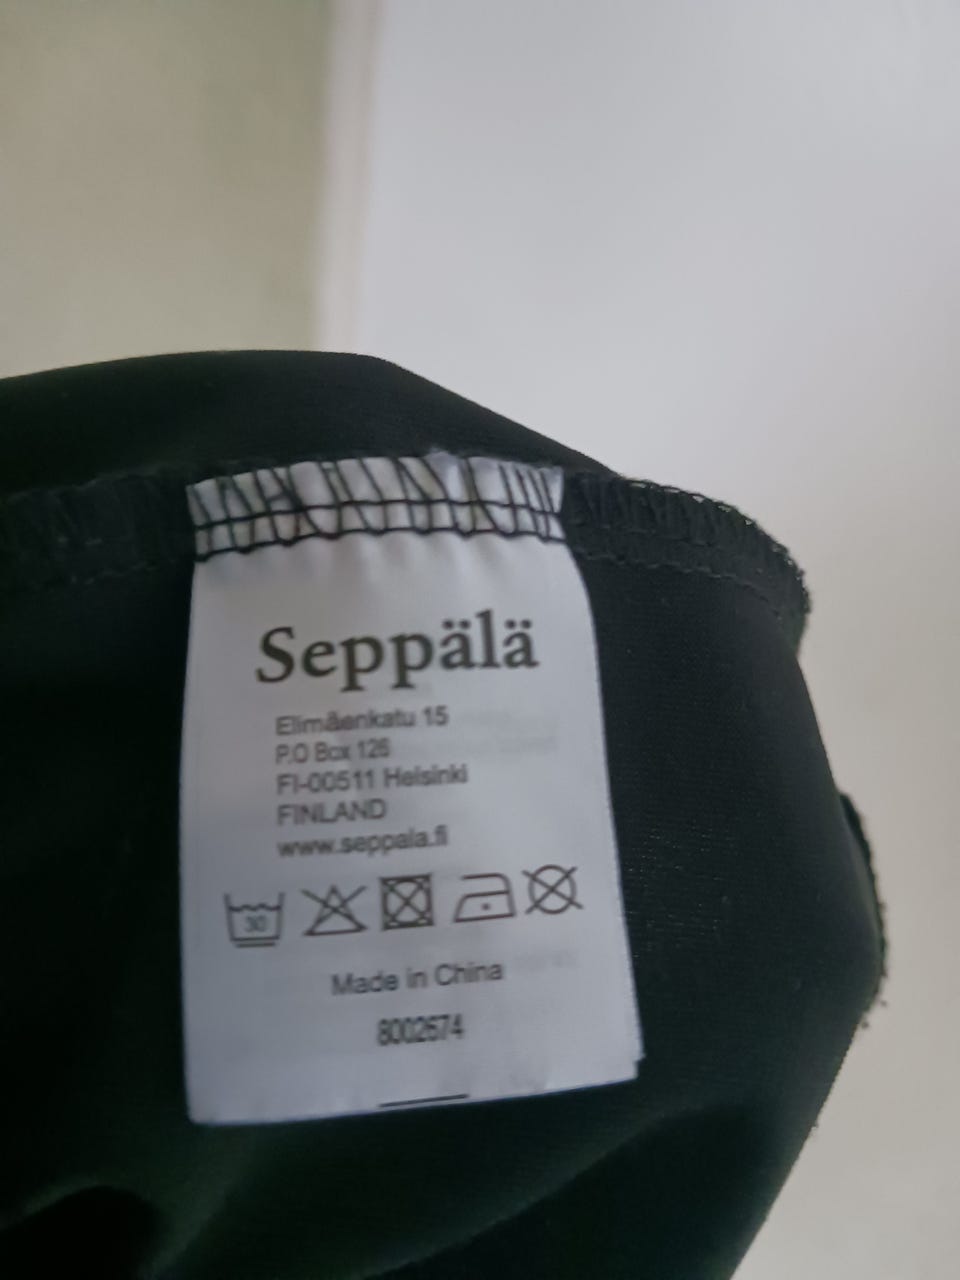 Seppälä
Elimäenkatu 15
P.O Box 126
FI-00511 Helsinki
FINLAND
www.seppala.fi
30
Made in China
8002674